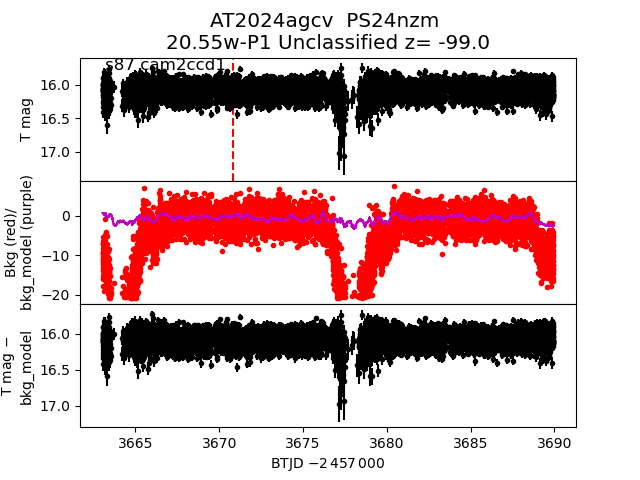 AT2024agcv  PS24nzm
20.55w-P1 Unclassified z= -99.0
s87 cam2ccd1
16.0
16.5
17.0
T mag
0
−10
−20
Bkg (red)/
bkg_model (purple)
16.0
16.5
17.0
T mag −
bkg_model
3665 3670 3675 3680 3685 3690
BTJD −2 457 000